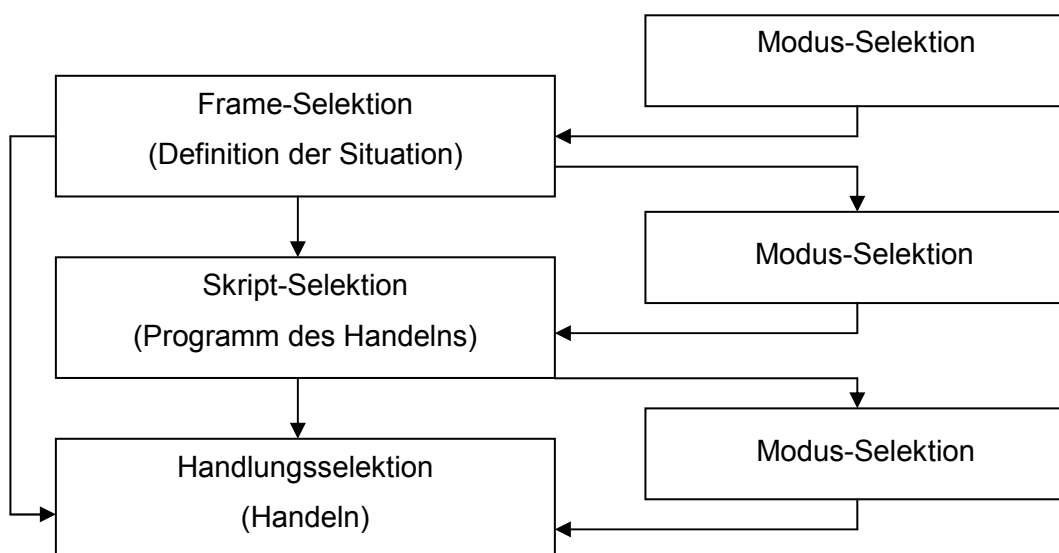 Modus-Selektion
Frame-Selektion
(Definition der Situation)
Modus-Selektion
Skript-Selektion
(Programm des Handelns)
Modus-Selektion
Handlungsselektion
(Handeln)